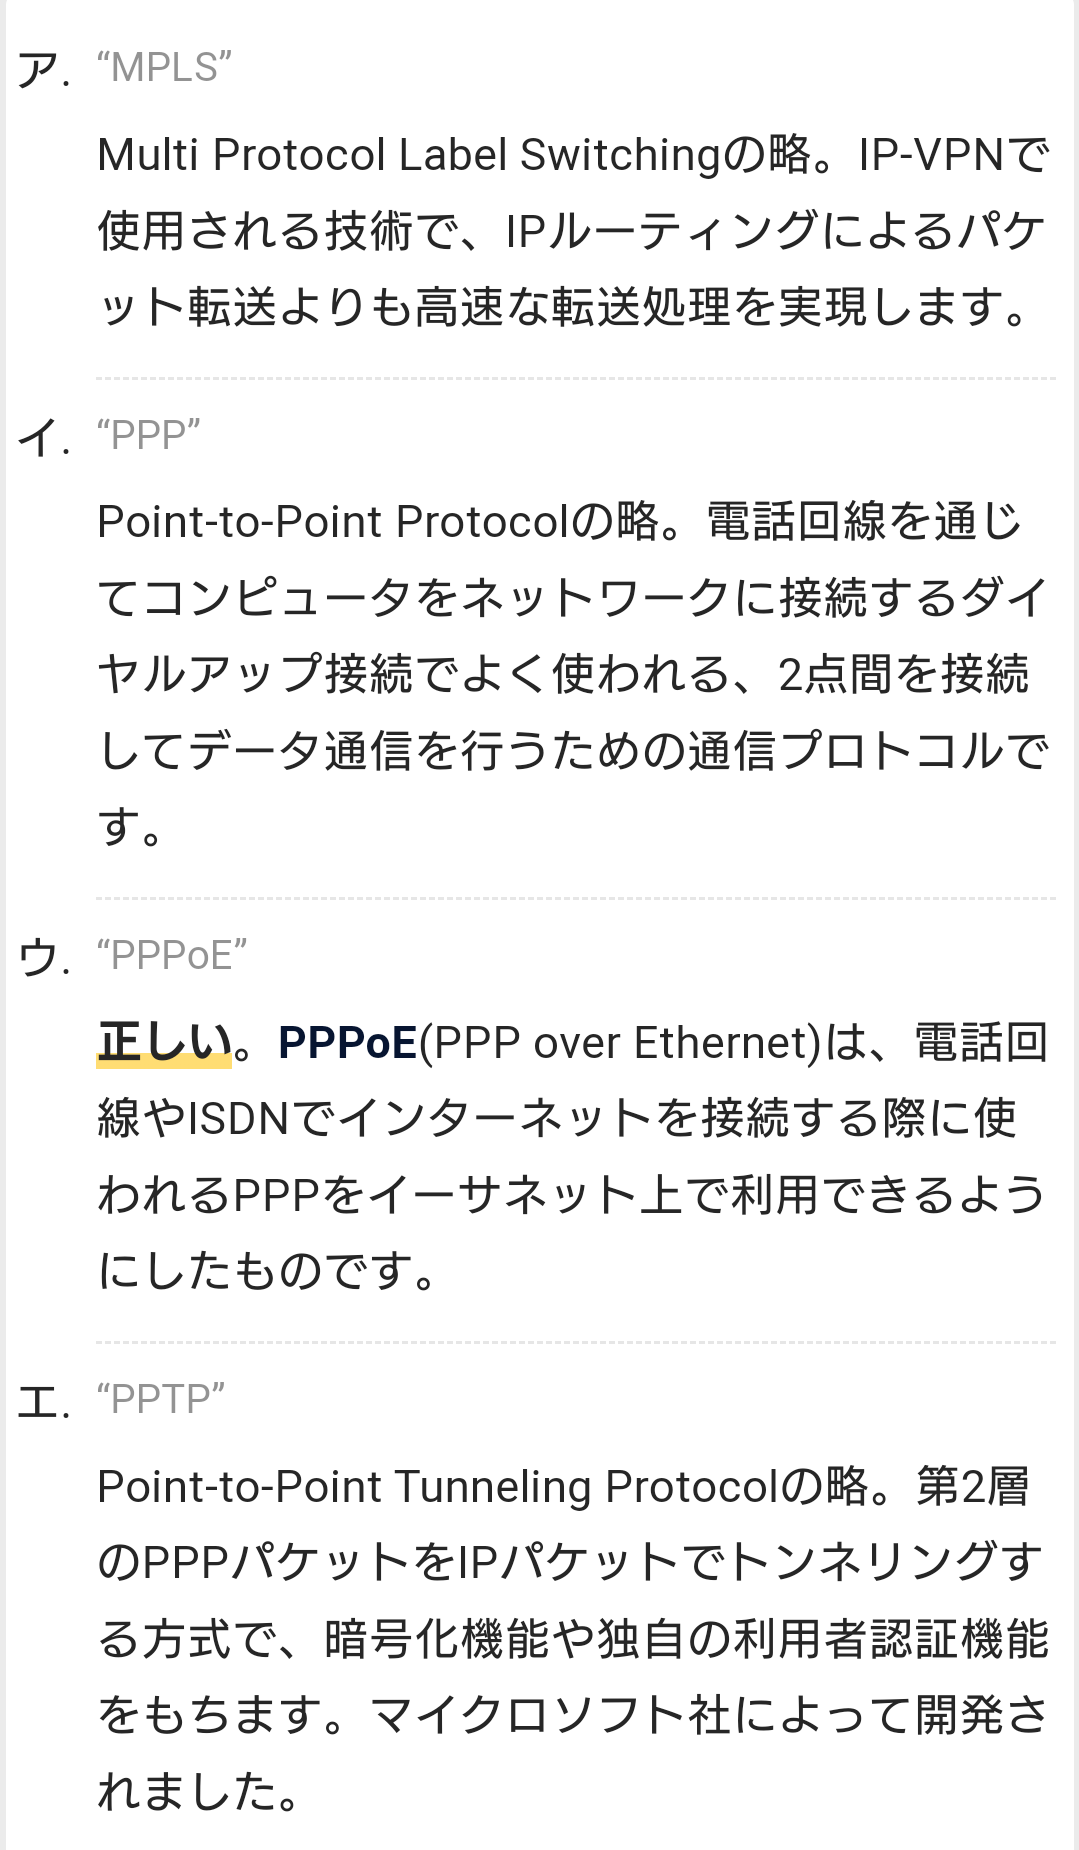 ア. “MPLS”
Multi Protocol Label Switchingの略。IP-VPNで
使用される技術で、IPルーティングによるパケ
ット転送よりも高速な転送処理を実現します。
イ. “PPP”
Point-to-Point Protocolの略。電話回線を通じ
てコンピュータをネットワークに接続するダイ
ヤルアップ接続でよく使われる、2点間を接続
してデータ通信を行うための通信プロトコルで
す。
ウ. “PPPoE”
正しい。PPPoE(PPP over Ethernet)は、電話回
線やISDNでインターネットを接続する際に使
われるPPPをイーサネット上で利用できるよう
にしたものです。
エ. “PPTP”
Point-to-Point Tunneling Protocolの略。第2層
のPPPパケットをIPパケットでトンネリングす
る方式で、暗号化機能や独自の利用者認証機能
をもちます。マイクロソフト社によって開発さ
れました。